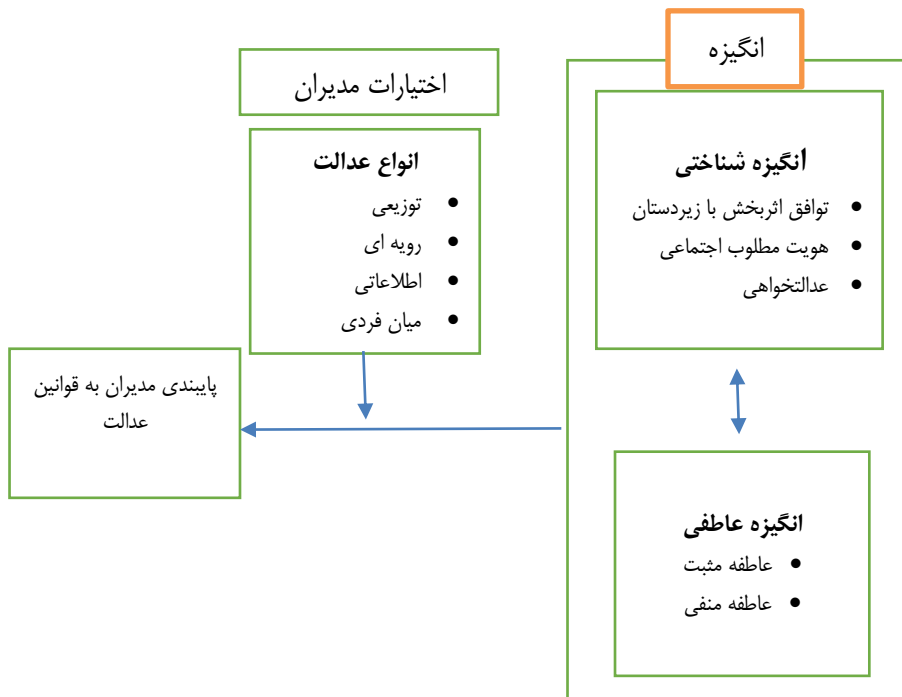 انگیزه
انگیزه شناختی
• توافق اثربخش با زیردستان
• هویت مطلوب اجتماعی
• عدالتخواهی
انگیزه عاطفی
• عاطفه مثبت
• عاطفه منفی
اختیارات مدیران
انواع عدالت
• توزیعی
• رویه ای
• اطلاعاتی
• میان فردی
پایبندی مدیران به قوانین
عدالت